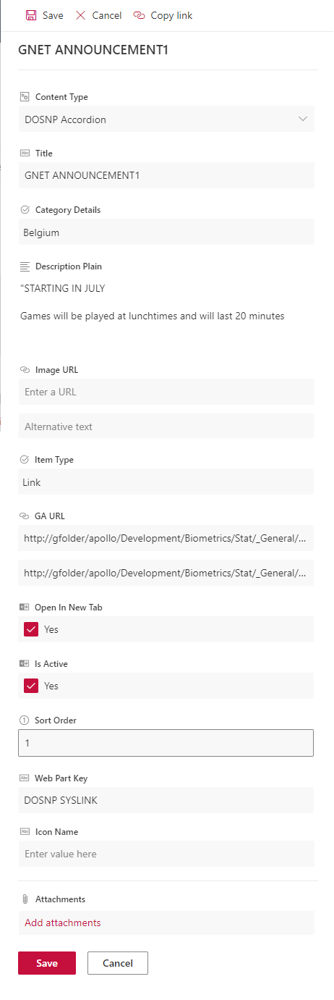 Save Cancel Copy link
GNET ANNOUNCEMENT1
Content Type
DOSNP Accordion
Abc Title
GNET ANNOUNCEMENT1
Category Details
Belgium
Description Plain
"STARTING IN JULY
Games will be played at lunchtimes and will last 20 minutes
Image URL
Enter a URL
Alternative text
Item Type
Link
GA URL
http://gfolder/apollo/Development/Biometrics/Stat/_General/...
http://gfolder/apollo/Development/Biometrics/Stat/_General/...
Open In New Tab
Yes
Is Active
Yes
1 Sort Order
1
Abc Web Part Key
DOSNP SYSLINK
Abc Icon Name
Enter value here
Attachments
Add attachments
Save Cancel